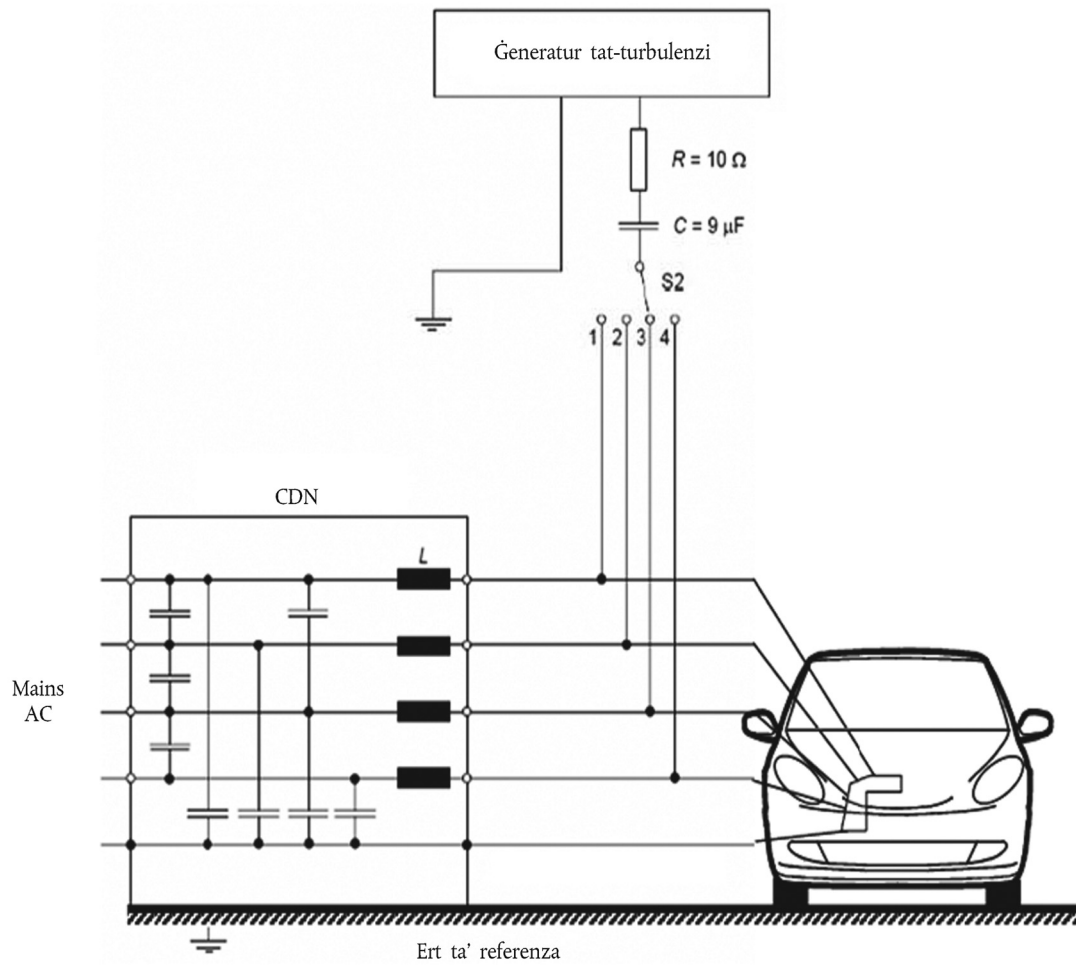 Ġeneratur tat-turbulenzi
R = 10 Ω
C = 9 µF
S2
1 2 3 4
CDN
L
Mains
AC
Ert ta' referenza